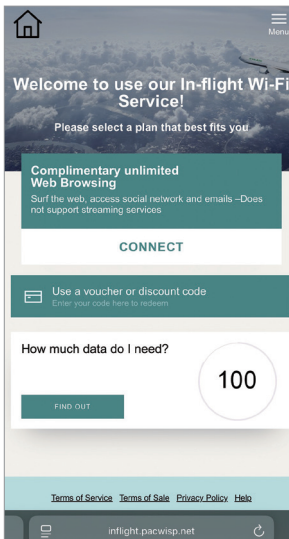 Menu
Welcome to use our In-flight Wi-Fi
Service!
Please select a plan that best fits you
Complimentary unlimited
Web Browsing
Surf the web, access social network and emails –Does
not support streaming services
CONNECT
Use a voucher or discount code
Enter your code here to redeem
How much data do I need?
100
FIND OUT
Terms of Service Terms of Sale Privacy Policy Help
inflight.pacwisp.net